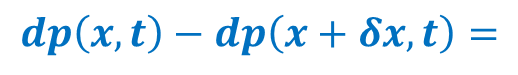 dp(x, t) − dp(x + δx, t) =